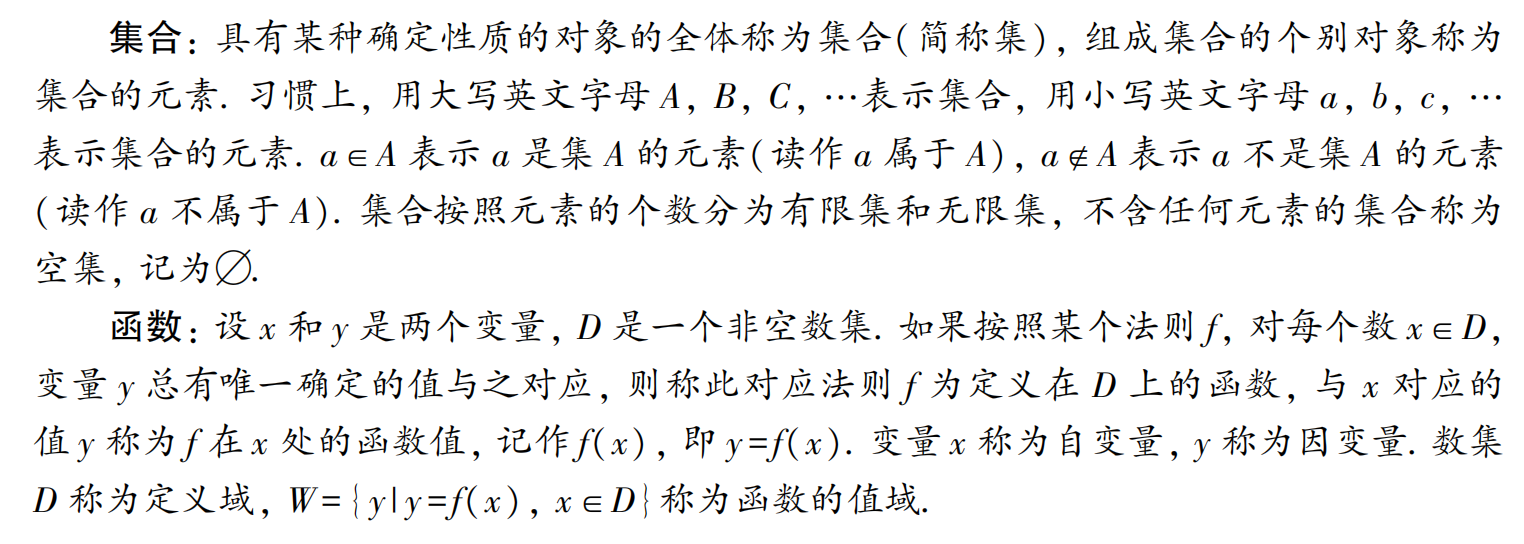 集合：具有某种确定性质的对象的全体称为集合(简称集)，组成集合的个别对象称为
集合的元素. 习惯上，用大写英文字母 A，B，C，…表示集合，用小写英文字母 a，b，c，…
表示集合的元素. a∈A 表示 a 是集 A 的元素(读作 a 属于 A)，a∉A 表示 a 不是集 A 的元素
(读作 a 不属于 A). 集合按照元素的个数分为有限集和无限集，不含任何元素的集合称为
空集，记为∅.
函数：设 x 和 y 是两个变量，D 是一个非空数集. 如果按照某个法则 f，对每个数 x∈D，
变量 y 总有唯一确定的值与之对应，则称此对应法则 f 为定义在 D 上的函数，与 x 对应的
值 y 称为 f 在 x 处的函数值，记作 f(x)，即 y=f(x). 变量 x 称为自变量，y 称为因变量. 数集
D 称为定义域，W={y|y=f(x)，x∈D}称为函数的值域.